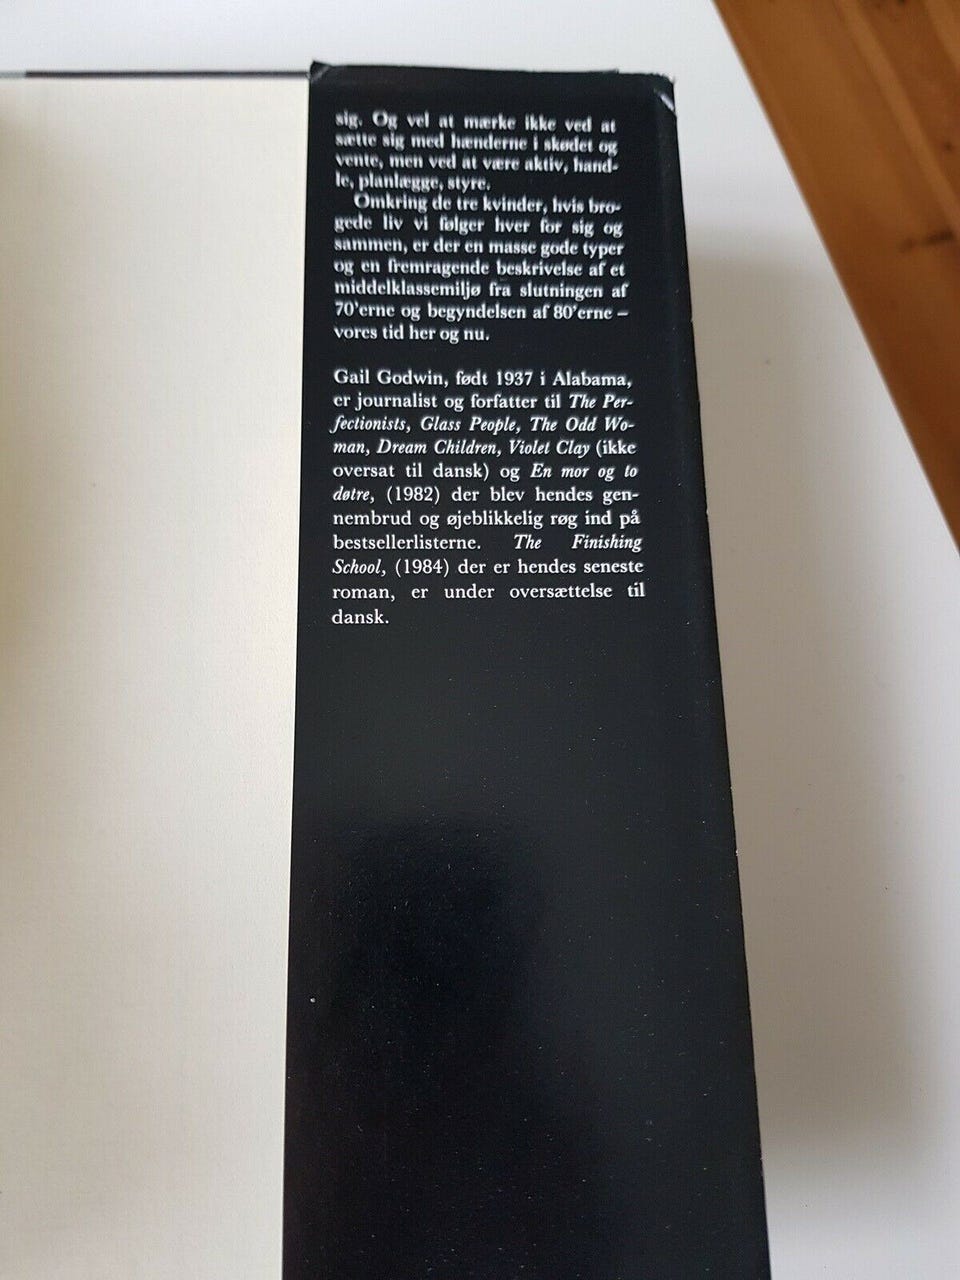 sig. Og vel at mærke ikke ved at
sætte sig med hænderne i skødet og
vente, men ved at være aktiv, hand-
le, planlægge, styre.
Omkring de tre kvinder, hvis bro-
gede liv vi følger hver for sig og
sammen, er der en masse gode typer
og en fremragende beskrivelse af et
middelklassemiljø fra slutningen af
70'erne og begyndelsen af 80'erne –
vores tid her og nu.
Gail Godwin, født 1937 i Alabama,
er journalist og forfatter til The Per-
fectionists, Glass People, The Odd Wo-
man, Dream Children, Violet Clay (ikke
oversat til dansk) og En mor og to
døtre, (1982) der blev hendes gen-
nembrud og øjeblikkelig røg ind på
bestsellerlisterne. The Finishing
School, (1984) der er hendes seneste
roman, er under oversættelse til
dansk.